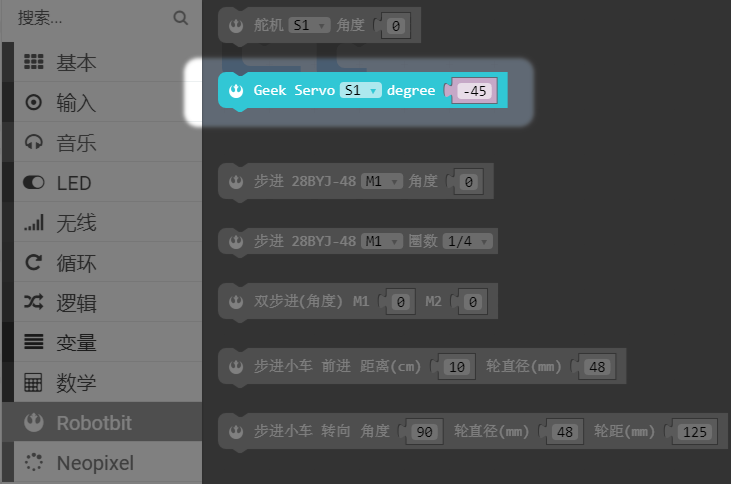 搜索...
基本
输入
音乐
LED
无线
循环
逻辑
变量
数学
Robotbit
Neopixel
舵机 S1 角度 0
Geek Servo S1 degree -45
步进 28BYJ-48 M1 角度 0
步进 28BYJ-48 M1 圈数 1/4
双步进(角度) M1 0 M2 0
步进小车 前进 距离(cm) 10 轮直径(mm) 48
步进小车 转向 角度 90 轮直径(mm) 48 轮距(mm) 125